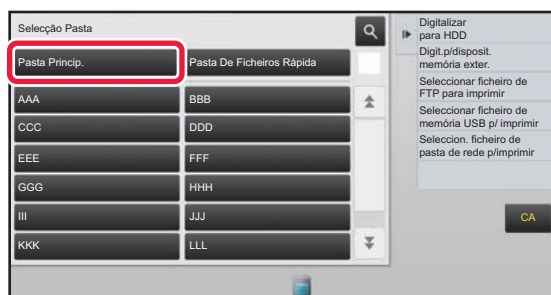 Selecção Pasta
Pasta Princip.
Pasta De Ficheiros Rápida
AAA
BBB
CCC
DDD
EEE
FFF
GGG
HHH
III
JJJ
KKK
LLL
Digitalizar
para HDD
Digit.p/disposit.
memória exter.
Seleccionar ficheiro de
FTP para imprimir
Seleccionar ficheiro de
memória USB p/ imprimir
Seleccion. ficheiro de
pasta de rede p/imprimir
CA